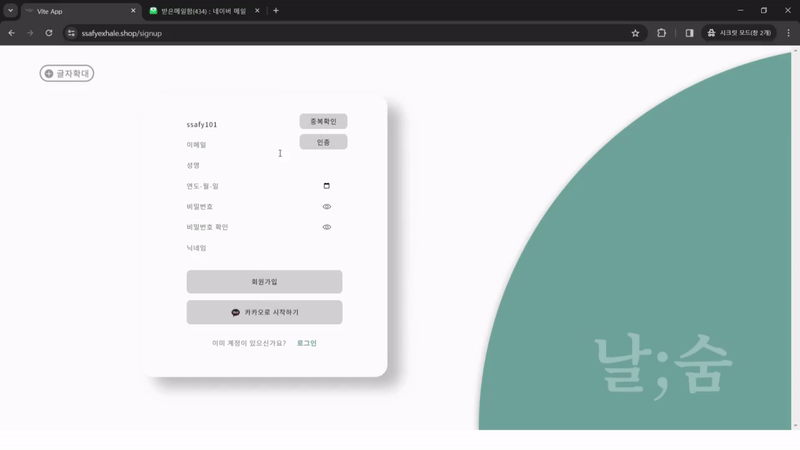 Vite App
받은메일함(434) : 네이버 메일
ssafyexhale.shop/signup
시크릿 모드(창 2개)
글자확대
ssafy101
중복확인
이메일
인증
성명
연도-월-일
비밀번호
비밀번호 확인
닉네임
회원가입
카카오로 시작하기
이미 계정이 있으신가요? 로그인
날;숨